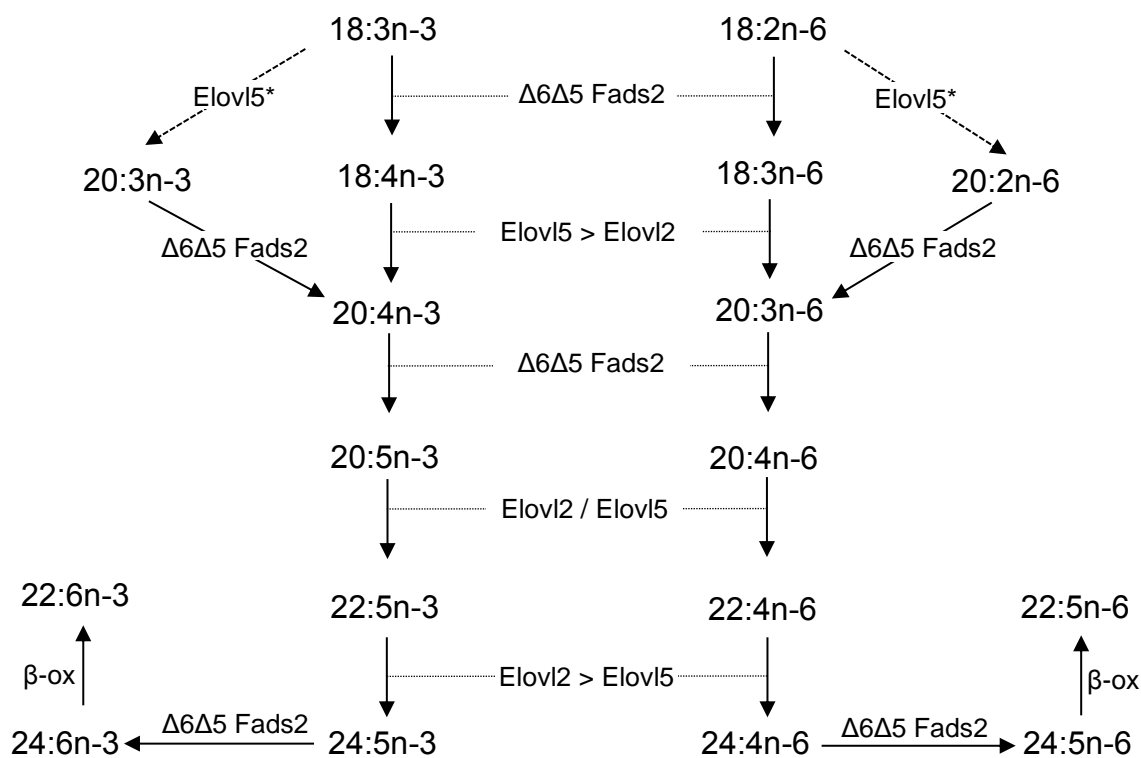 18:3n-3 18:2n-6
Elovl5* Δ6Δ5 Fads2 Elovl5*
20:3n-3 18:4n-3 18:3n-6 20:2n-6
Δ6Δ5 Fads2 Elovl5 > Elovl2 Δ6Δ5 Fads2
20:4n-3 20:3n-6
Δ6Δ5 Fads2
20:5n-3 20:4n-6
Elovl2 / Elovl5
22:6n-3 22:5n-3 22:4n-6 22:5n-6
β-ox Elovl2 > Elovl5 β-ox
Δ6Δ5 Fads2 Δ6Δ5 Fads2
24:6n-3 24:5n-3 24:4n-6 24:5n-6